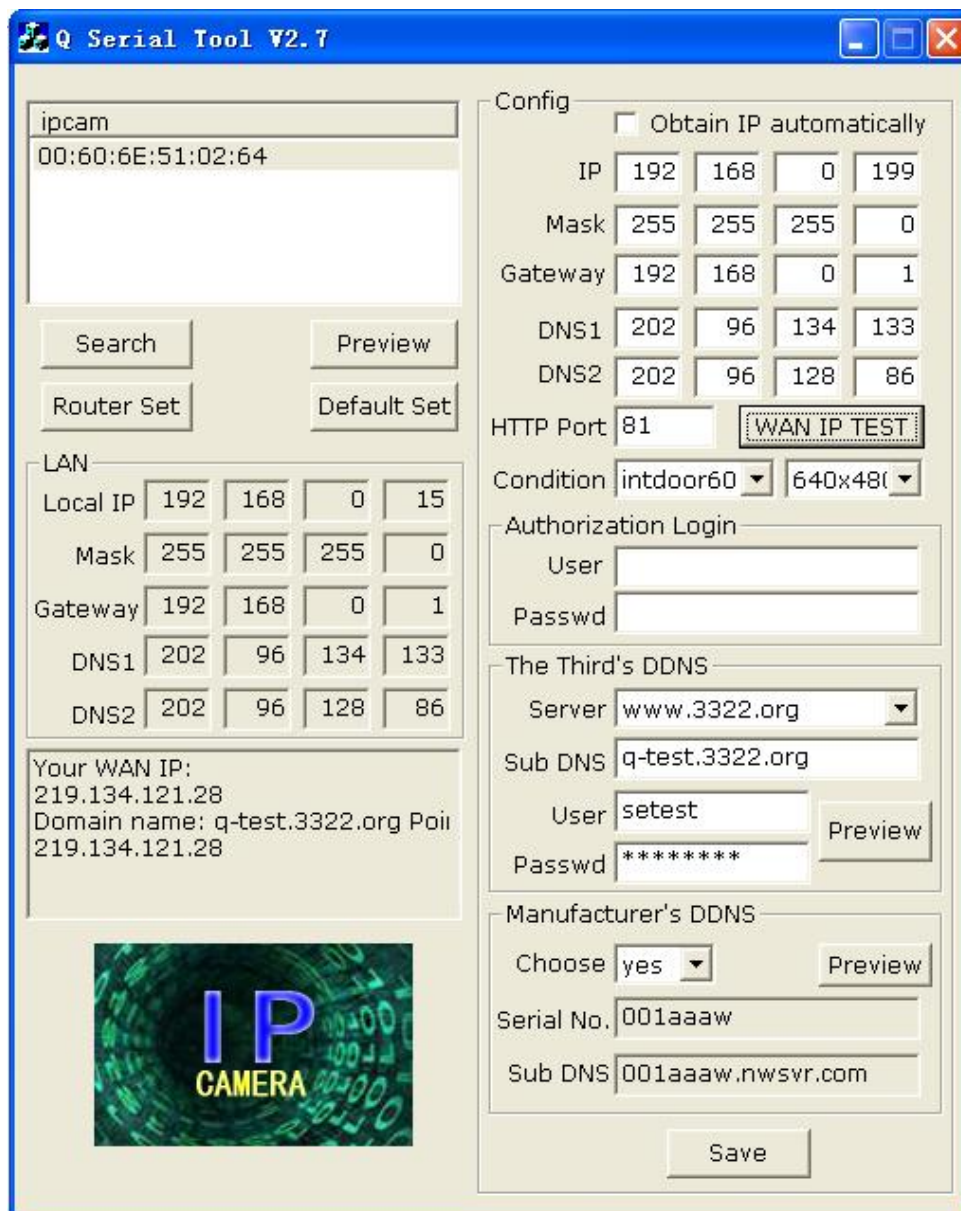 Q Serial Tool V2.7
ipcam
00:60:6E:51:02:64
Search
Preview
Router Set
Default Set
LAN
Local IP 192 168 0 15
Mask 255 255 255 0
Gateway 192 168 0 1
DNS1 202 96 134 133
DNS2 202 96 128 86
Your WAN IP:
219.134.121.28
Domain name: q-test.3322.org Poin
219.134.121.28
IP
CAMERA
Config
Obtain IP automatically
IP 192 168 0 199
Mask 255 255 255 0
Gateway 192 168 0 1
DNS1 202 96 134 133
DNS2 202 96 128 86
HTTP Port 81 WAN IP TEST
Condition intdoor60 640x480
Authorization Login
User
Passwd
The Third's DDNS
Server www.3322.org
Sub DNS q-test.3322.org
User setest
Preview
Passwd ********
Manufacturer's DDNS
Choose yes Preview
Serial No. 001aaaw
Sub DNS 001aaaw.nwsvr.com
Save